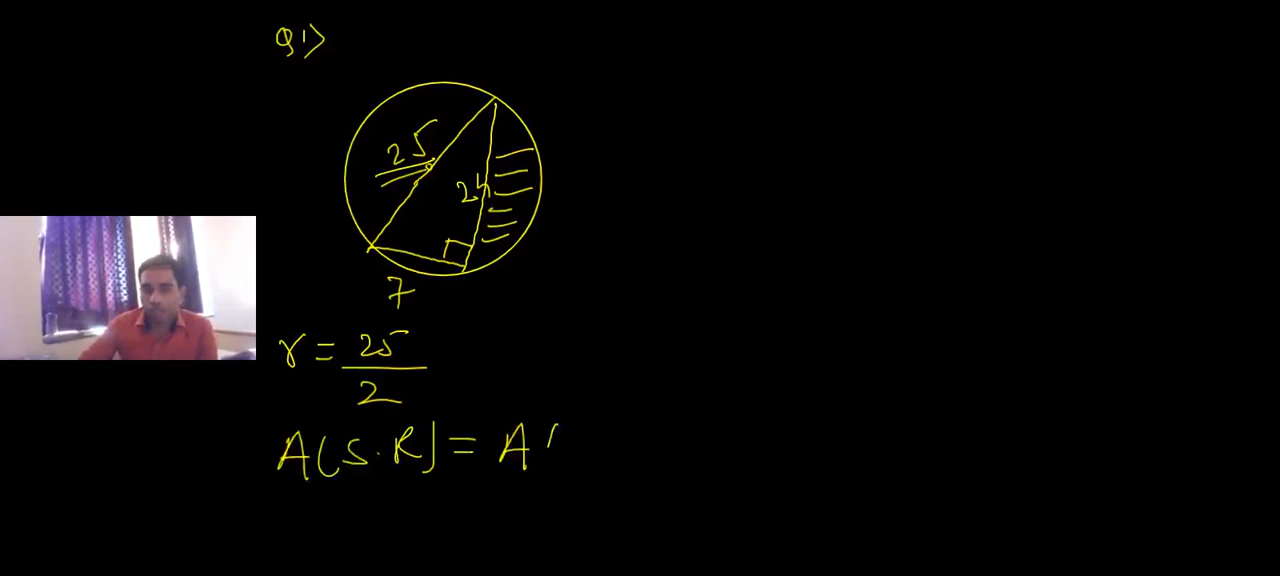 Q1>
25
24
7
r = 25/2
A(S.R) = A(